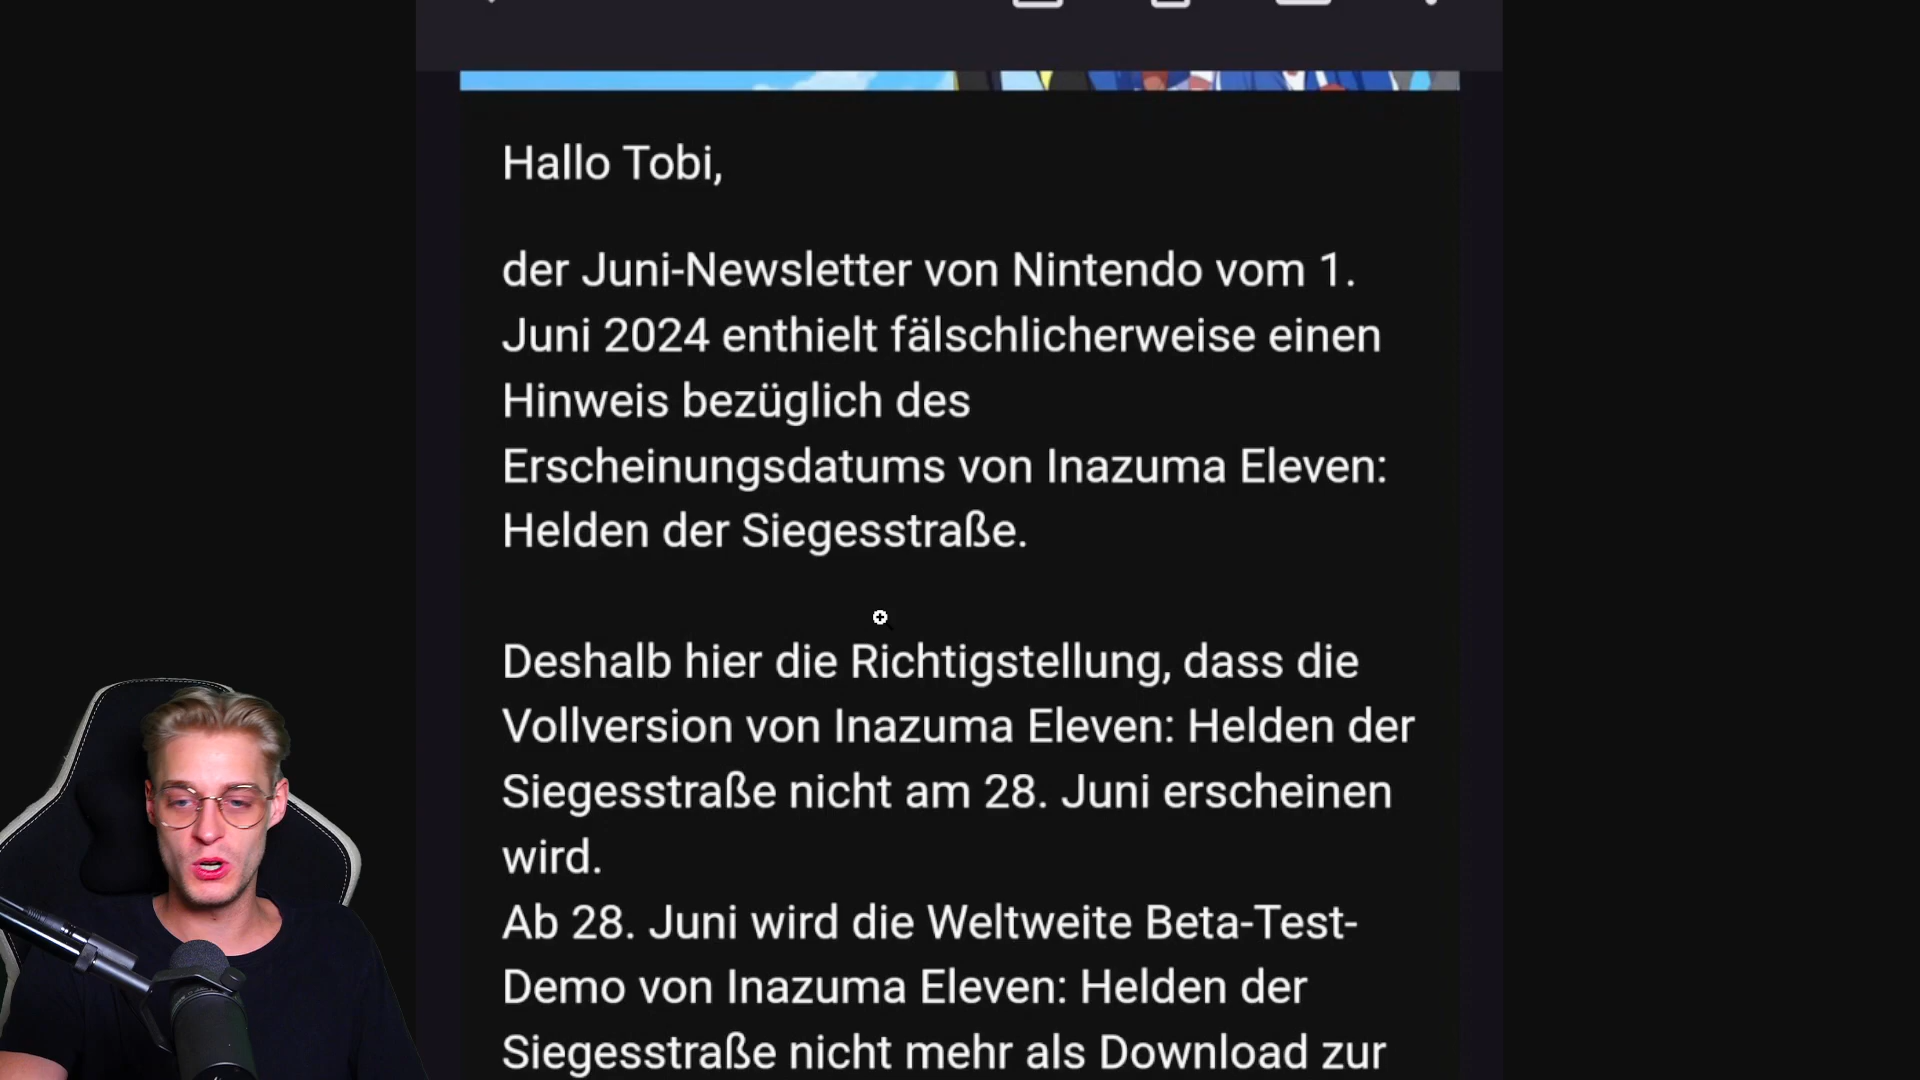 Hallo Tobi,
der Juni-Newsletter von Nintendo vom 1.
Juni 2024 enthielt fälschlicherweise einen
Hinweis bezüglich des
Erscheinungsdatums von Inazuma Eleven:
Helden der Siegesstraße.
Deshalb hier die Richtigstellung, dass die
Vollversion von Inazuma Eleven: Helden der
Siegesstraße nicht am 28. Juni erscheinen
wird.
Ab 28. Juni wird die Weltweite Beta-Test-
Demo von Inazuma Eleven: Helden der
Siegesstraße nicht mehr als Download zur